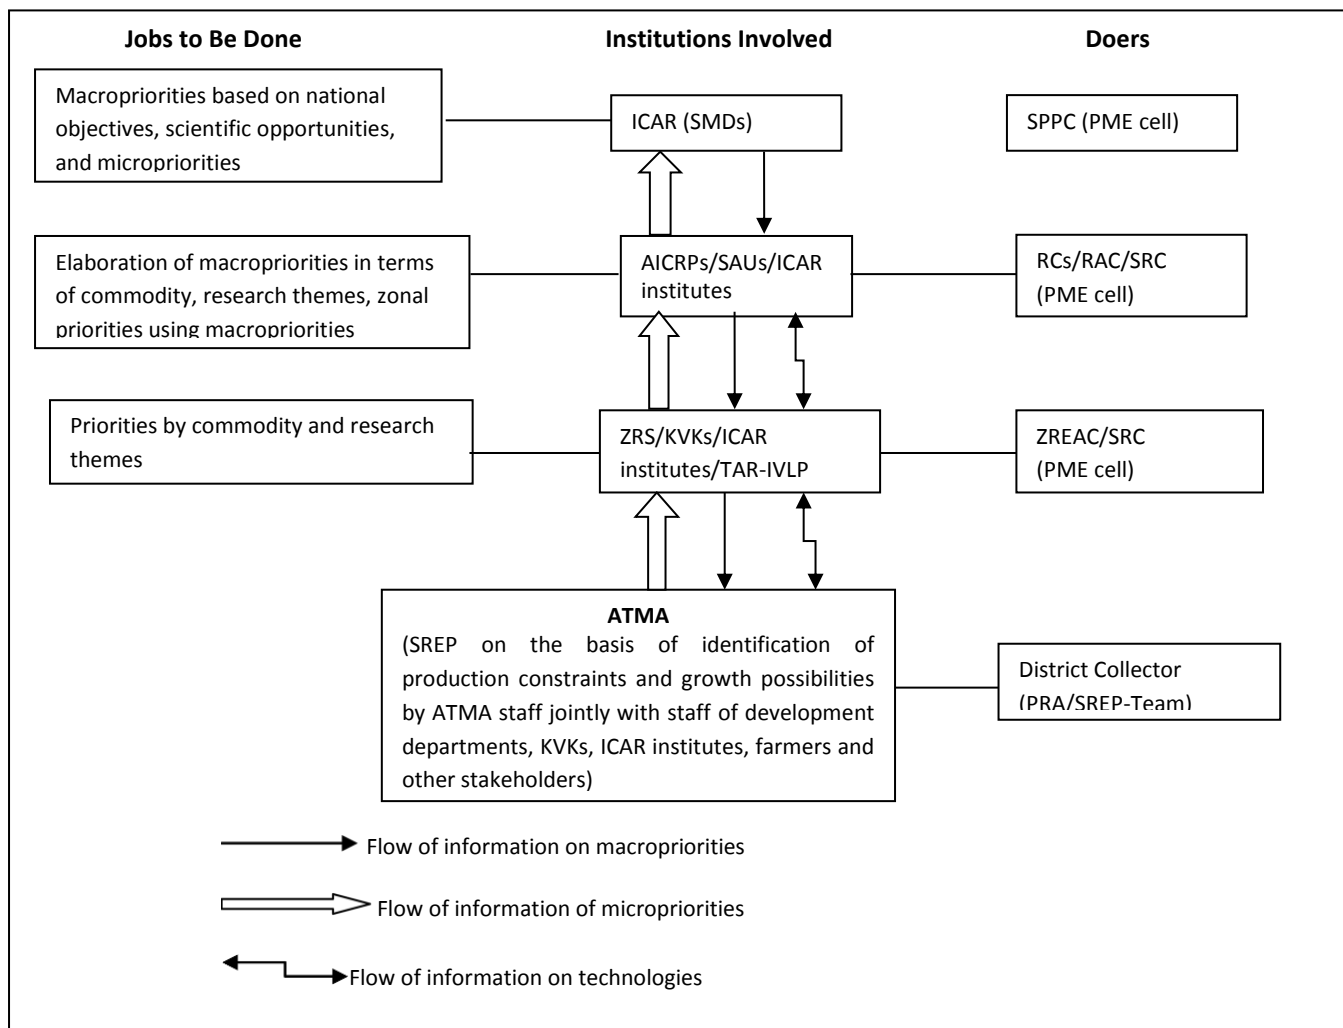 Jobs to Be Done
Institutions Involved
Doers
Macropriorities based on national
objectives, scientific opportunities,
and micropriorities
ICAR (SMDs)
SPPC (PME cell)
Elaboration of macropriorities in terms
of commodity, research themes, zonal
priorities using macropriorities
AICRPs/SAUs/ICAR
institutes
RCs/RAC/SRC
(PME cell)
Priorities by commodity and research
themes
ZRS/KVKs/ICAR
institutes/TAR-IVLP
ZREAC/SRC
(PME cell)
ATMA
(SREP on the basis of identification of
production constraints and growth possibilities
by ATMA staff jointly with staff of development
departments, KVKs, ICAR institutes, farmers and
other stakeholders)
District Collector
(PRA/SREP-Team)
Flow of information on macropriorities
Flow of information of micropriorities
Flow of information on technologies